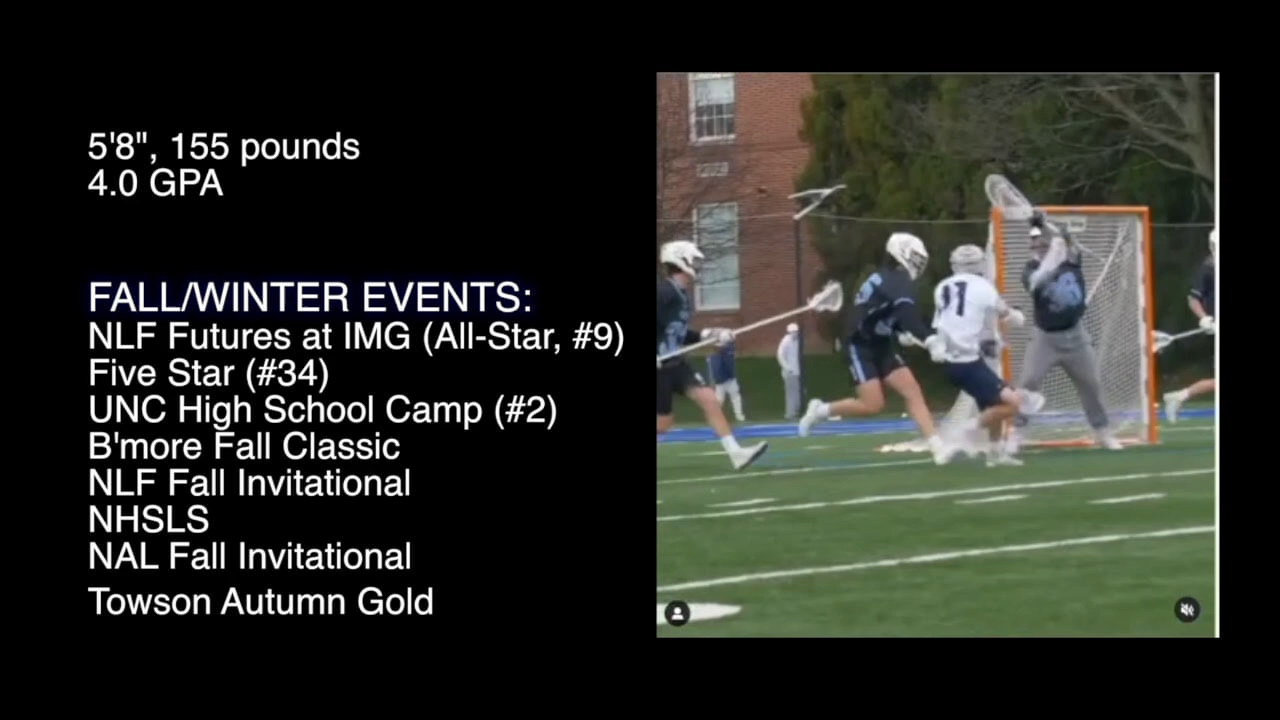 5'8", 155 pounds
4.0 GPA
FALL/WINTER EVENTS:
NLF Futures at IMG (All-Star, #9)
Five Star (#34)
UNC High School Camp (#2)
B'more Fall Classic
NLF Fall Invitational
NHSLS
NAL Fall Invitational
Towson Autumn Gold
11